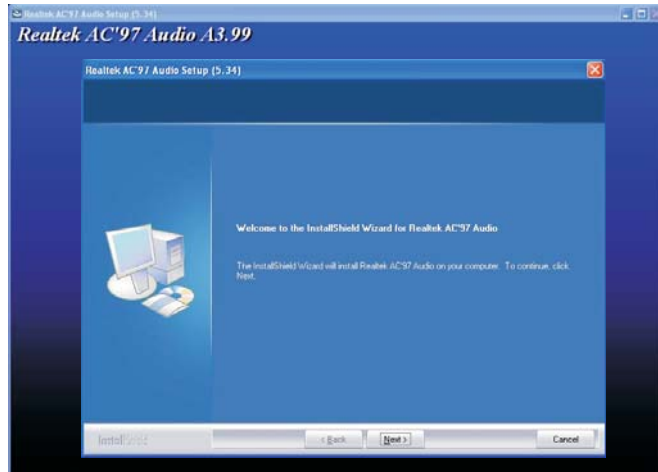 Realtek AC'97 Audio Setup (5.34)
Realtek AC'97 Audio A3.99
Realtek AC'97 Audio Setup (5.34)
Welcome to the InstallShield Wizard for Realtek AC'97 Audio
The InstallShield Wizard will install Realtek AC'97 Audio on your computer. To continue, click
Next.
InstallShield
< Back
Next >
Cancel